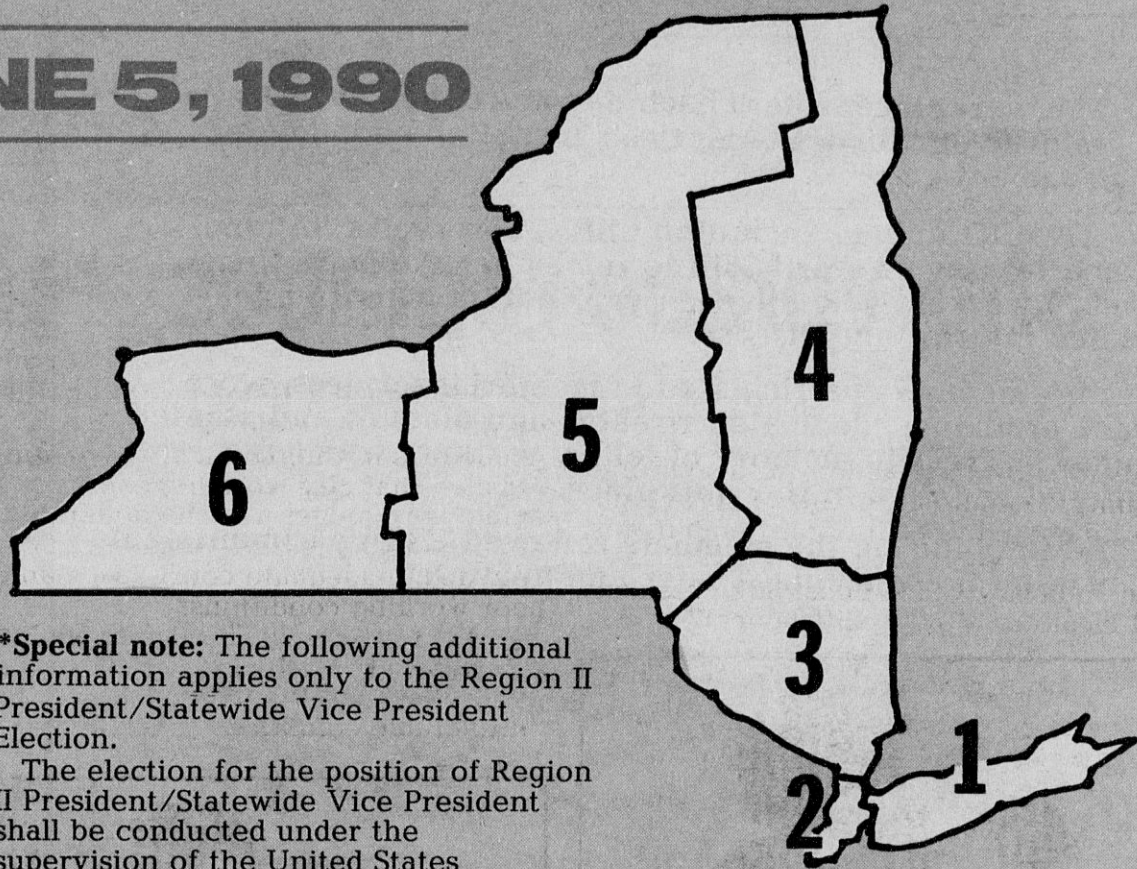 NE 5, 1990
4
5
6
3
1
2
*Special note: The following additional
information applies only to the Region II
President/Statewide Vice President
Election.
The election for the position of Region
II President/Statewide Vice President
shall be conducted under the
supervision of the United States